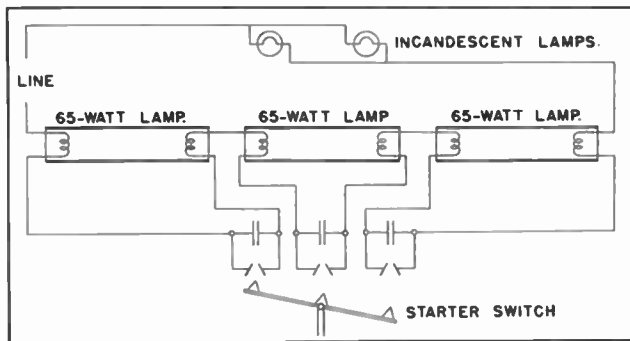 INCANDESCENT LAMPS.
LINE
65-WATT LAMP. 65-WATT LAMP 65-WATT LAMP.
STARTER SWITCH